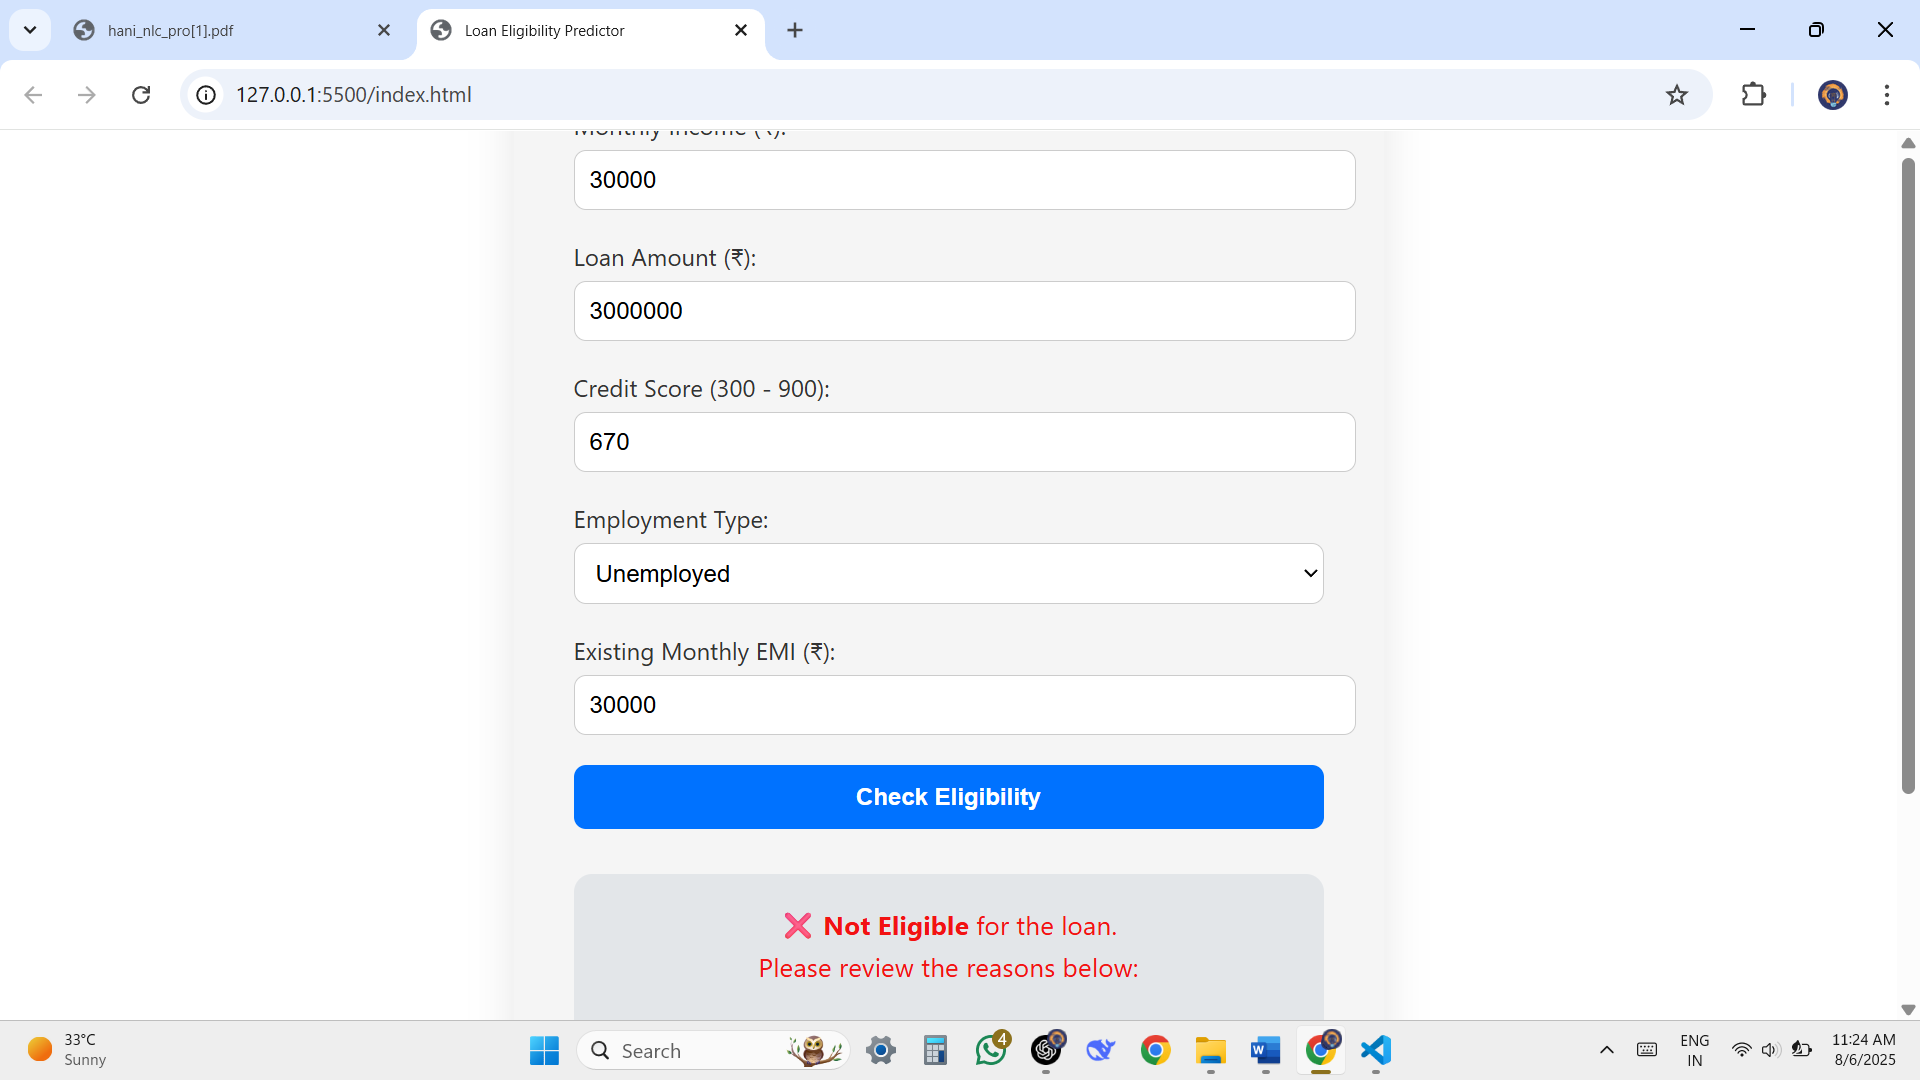 hani_nlc_pro[1].pdf
Loan Eligibility Predictor
127.0.0.1:5500/index.html
Monthly Income (₹):
30000
Loan Amount (₹):
3000000
Credit Score (300 - 900):
670
Employment Type:
Unemployed
Existing Monthly EMI (₹):
30000
Check Eligibility
❌ Not Eligible for the loan.
Please review the reasons below:
33°C
Sunny
Search
4
W
ENG
IN
11:24 AM
8/6/2025